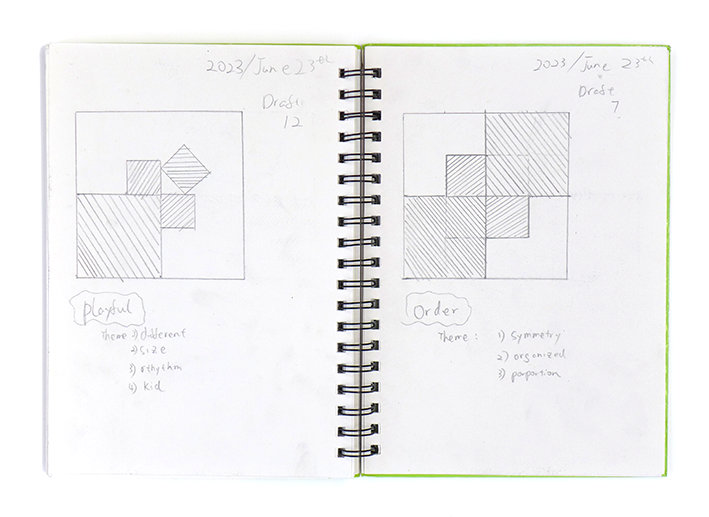 2023/June 23rd
Draft
12
Playful
Theme 1) different
2) size
3) rthyshm
4) kid
2023/June 23rd
Draft
7
Order
Theme : 1) symmetry
2) organized
3) poportion